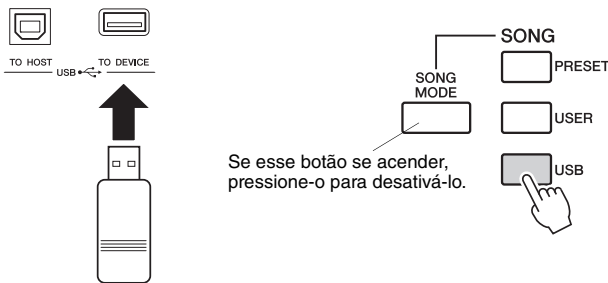 TO HOST
USB
TO DEVICE
SONG
SONG
MODE
PRESET
USER
USB
Se esse botão se acender,
pressione-o para desativá-lo.